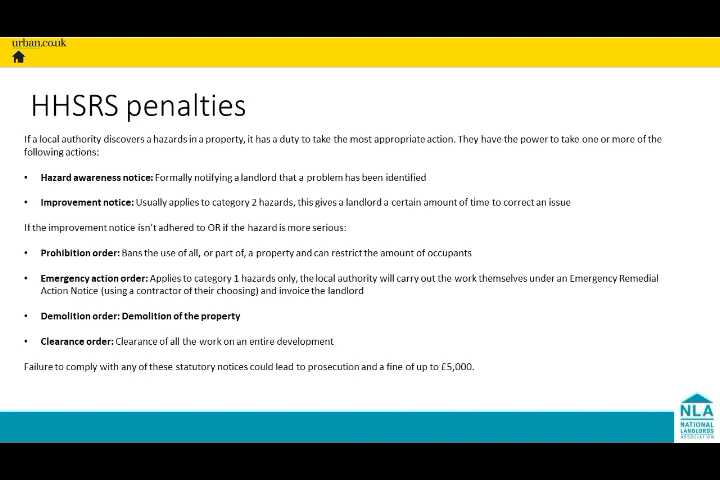 urban.co.uk
HHSRS penalties
If a local authority discovers a hazards in a property, it has a duty to take the most appropriate action. They have the power to take one or more of the
following actions:
• Hazard awareness notice: Formally notifying a landlord that a problem has been identified
• Improvement notice: Usually applies to category 2 hazards, this gives a landlord a certain amount of time to correct an issue
If the improvement notice isn't adhered to OR if the hazard is more serious:
• Prohibition order: Bans the use of all, or part of, a property and can restrict the amount of occupants
• Emergency action order: Applies to category 1 hazards only, the local authority will carry out the work themselves under an Emergency Remedial
Action Notice (using a contractor of their choosing) and invoice the landlord
• Demolition order: Demolition of the property
• Clearance order: Clearance of all the work on an entire development
Failure to comply with any of these statutory notices could lead to prosecution and a fine of up to £5,000.
NLA
NATIONAL
LANDLORDS
ASSOCIATION